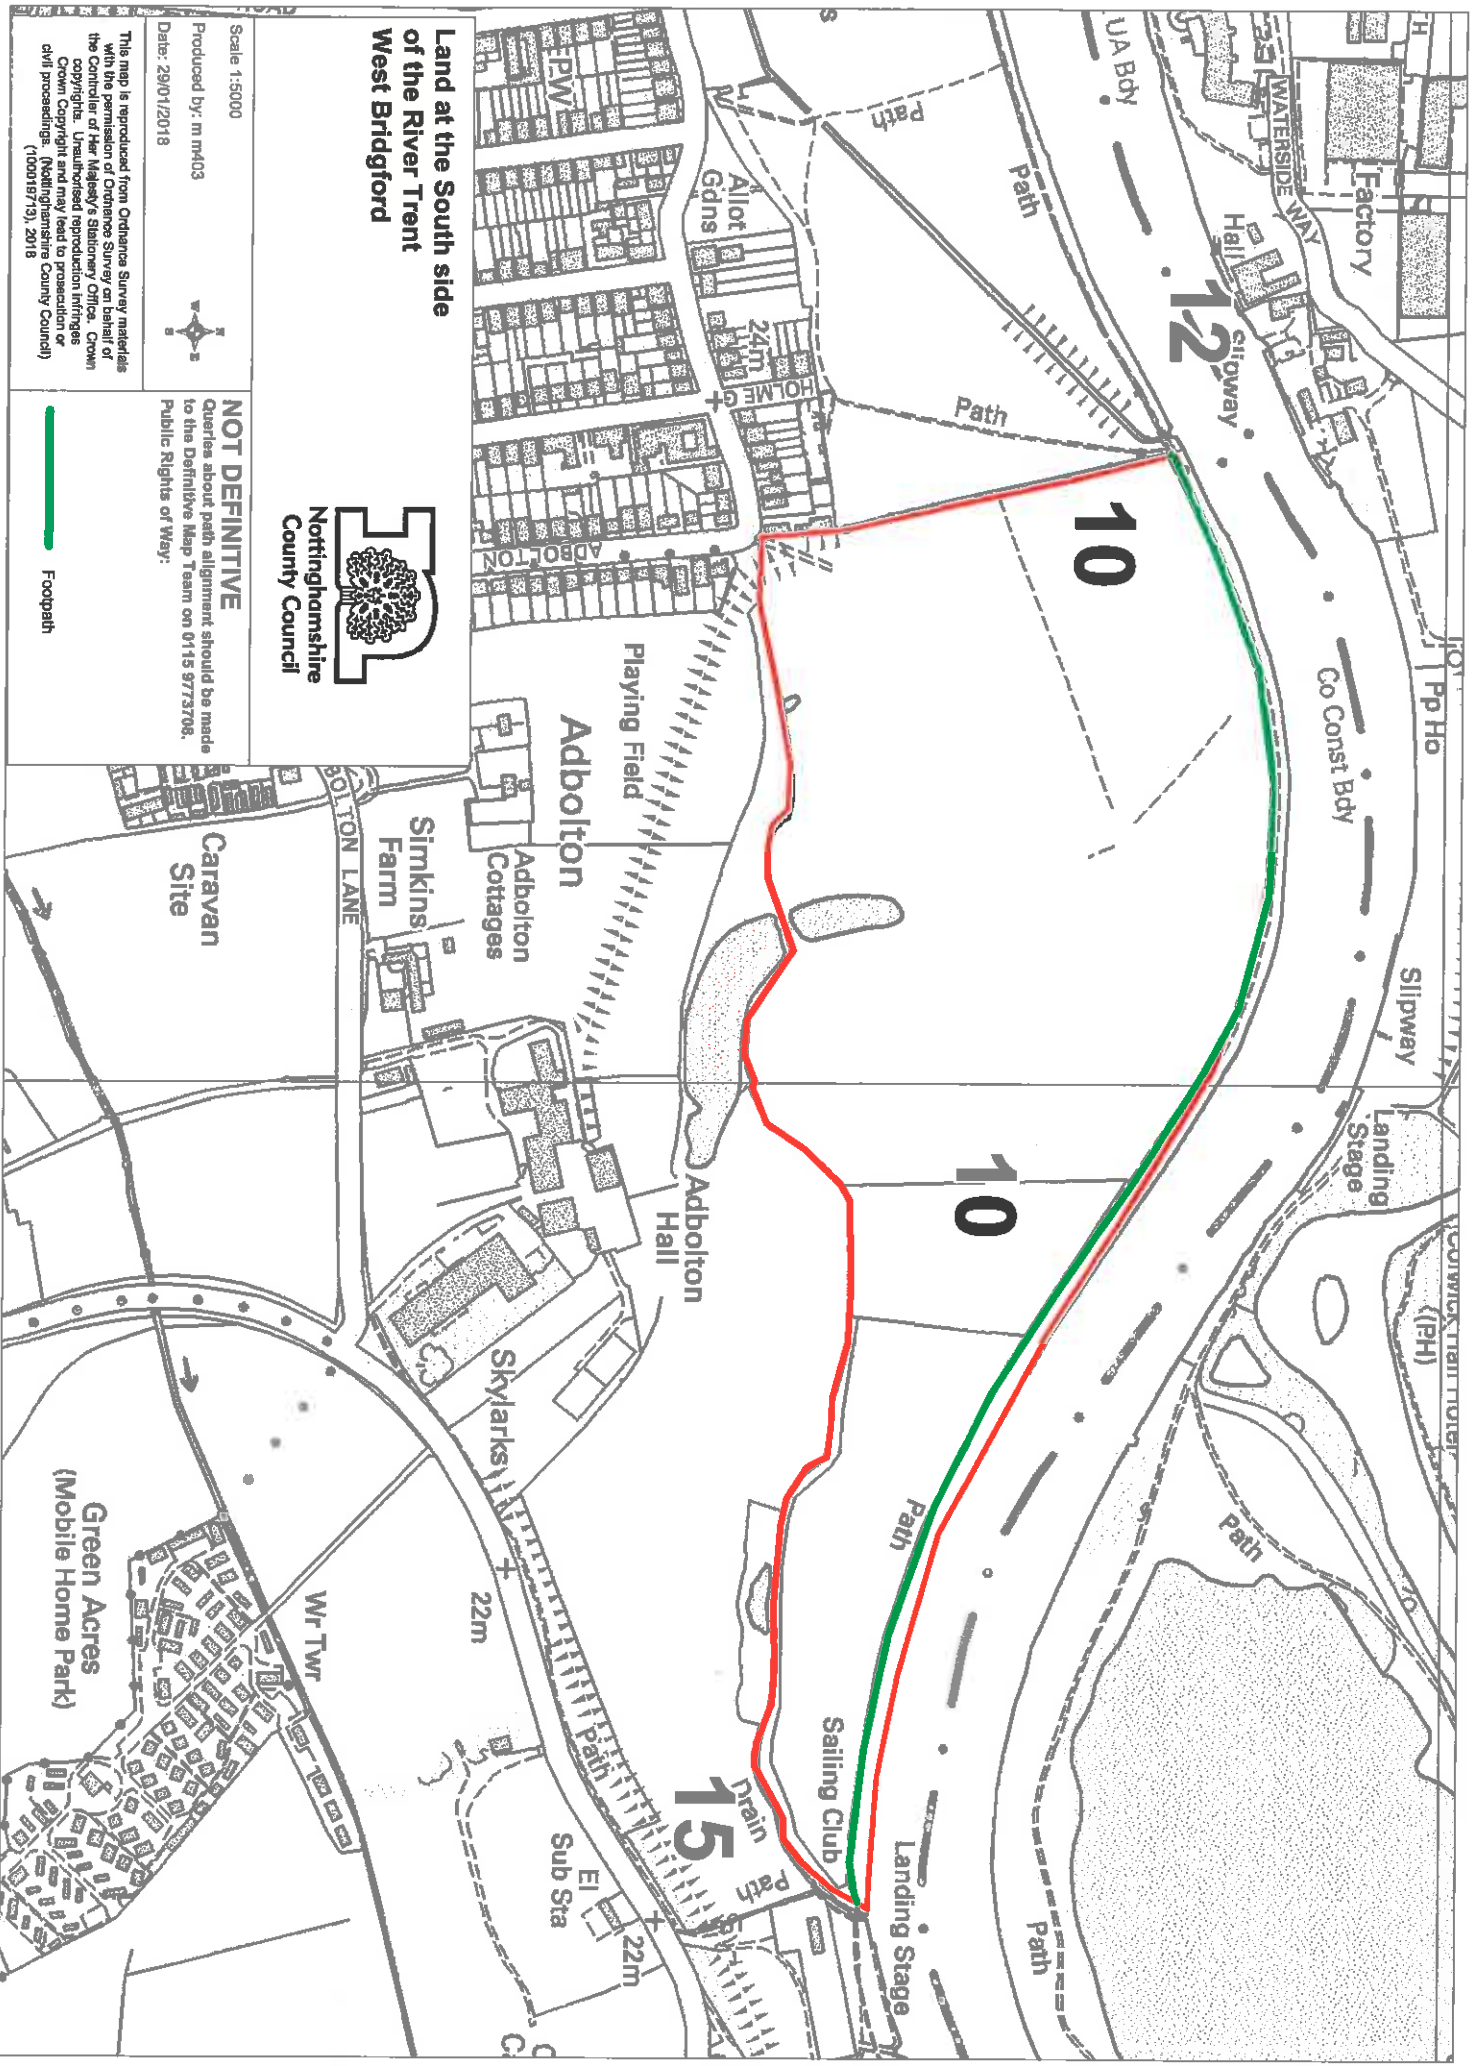 Land at the South side
of the River Trent
West Bridgford
Nottinghamshire
County Council
Scale 1:5000
Produced by: m m403
Date: 29/01/2018
N
W
E
S
This map is reproduced from Ordnance Survey materials
with the permission of Ordnance Survey on behalf of
the Controller of Her Majesty's Stationery Office. Crown
copyrights. Unauthorised reproduction infringes
Crown Copyright and may lead to prosecution or
civil proceedings. (Nottinghamshire County Council)
(100019713), 2018
NOT DEFINITIVE
Queries about path alignment should be made
to the Definitive Map Team on 0115 9773708.
Public Rights of Way:
Footpath
Factory
WATERSIDE
WAY
Hall
Slipway
UA Bdy
12
Path
Path
Path
10
Co Const Bdy
Pp Ho
Slipway
Landing
Stage
(PH)
Path
10
Path
Path
Landing Stage
Sailing Club
Drain
Path
15
Path
PW
Allot
Gdns
24m
HOLME G
ADBOLTON
Playing Field
Adbolton
Adbolton
Cottages
Simkins
Farm
BOLTON LANE
Caravan
Site
Adbolton
Hall
Skylarks
22m
Wr Twr
Green Acres
(Mobile Home Park)
El
Sub Sta
22m